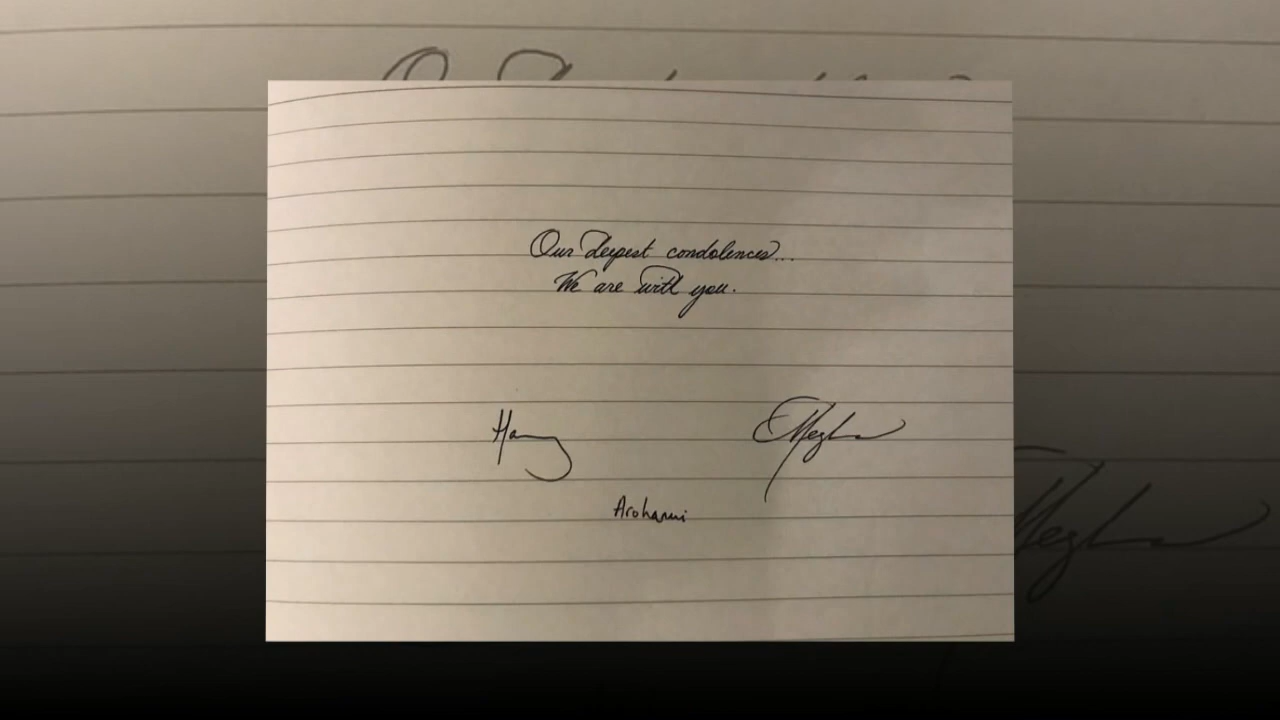 Our deepest condolences...
We are with you.
Harry Meghan
Arohanui